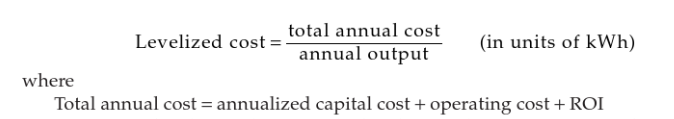 Levelized cost = total annual cost / annual output (in units of kWh)
where
Total annual cost = annualized capital cost + operating cost + ROI